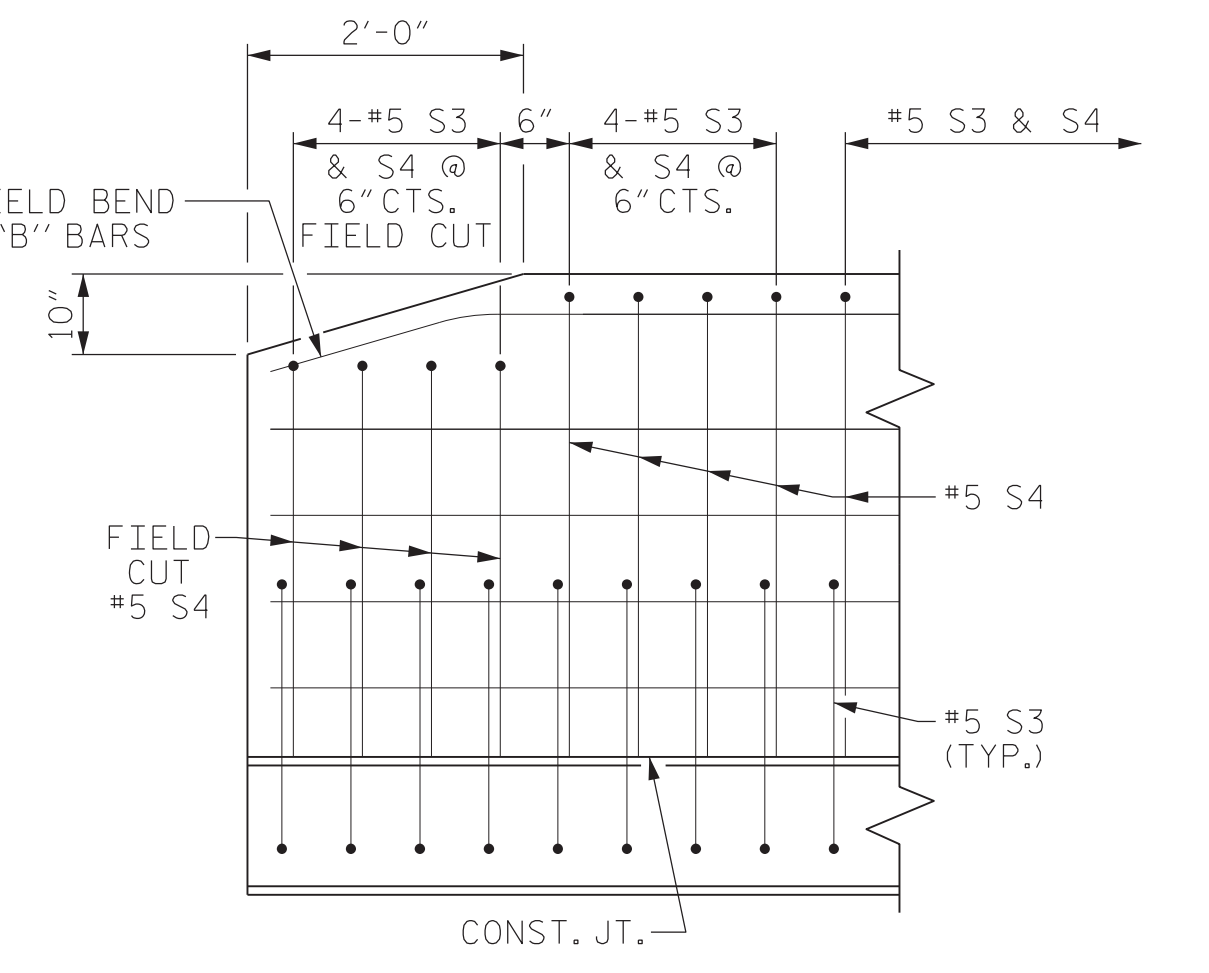 2'-0"
4-#5 S3
6"
4-#5 S3
#5 S3 & S4
& S4 @
& S4 @
6" CTS.
6" CTS.
FIELD CUT
BEND
"B" BARS
10"
#5 S4
FIELD
CUT
#5 S4
#5 S3
(TYP.)
CONST. JT.